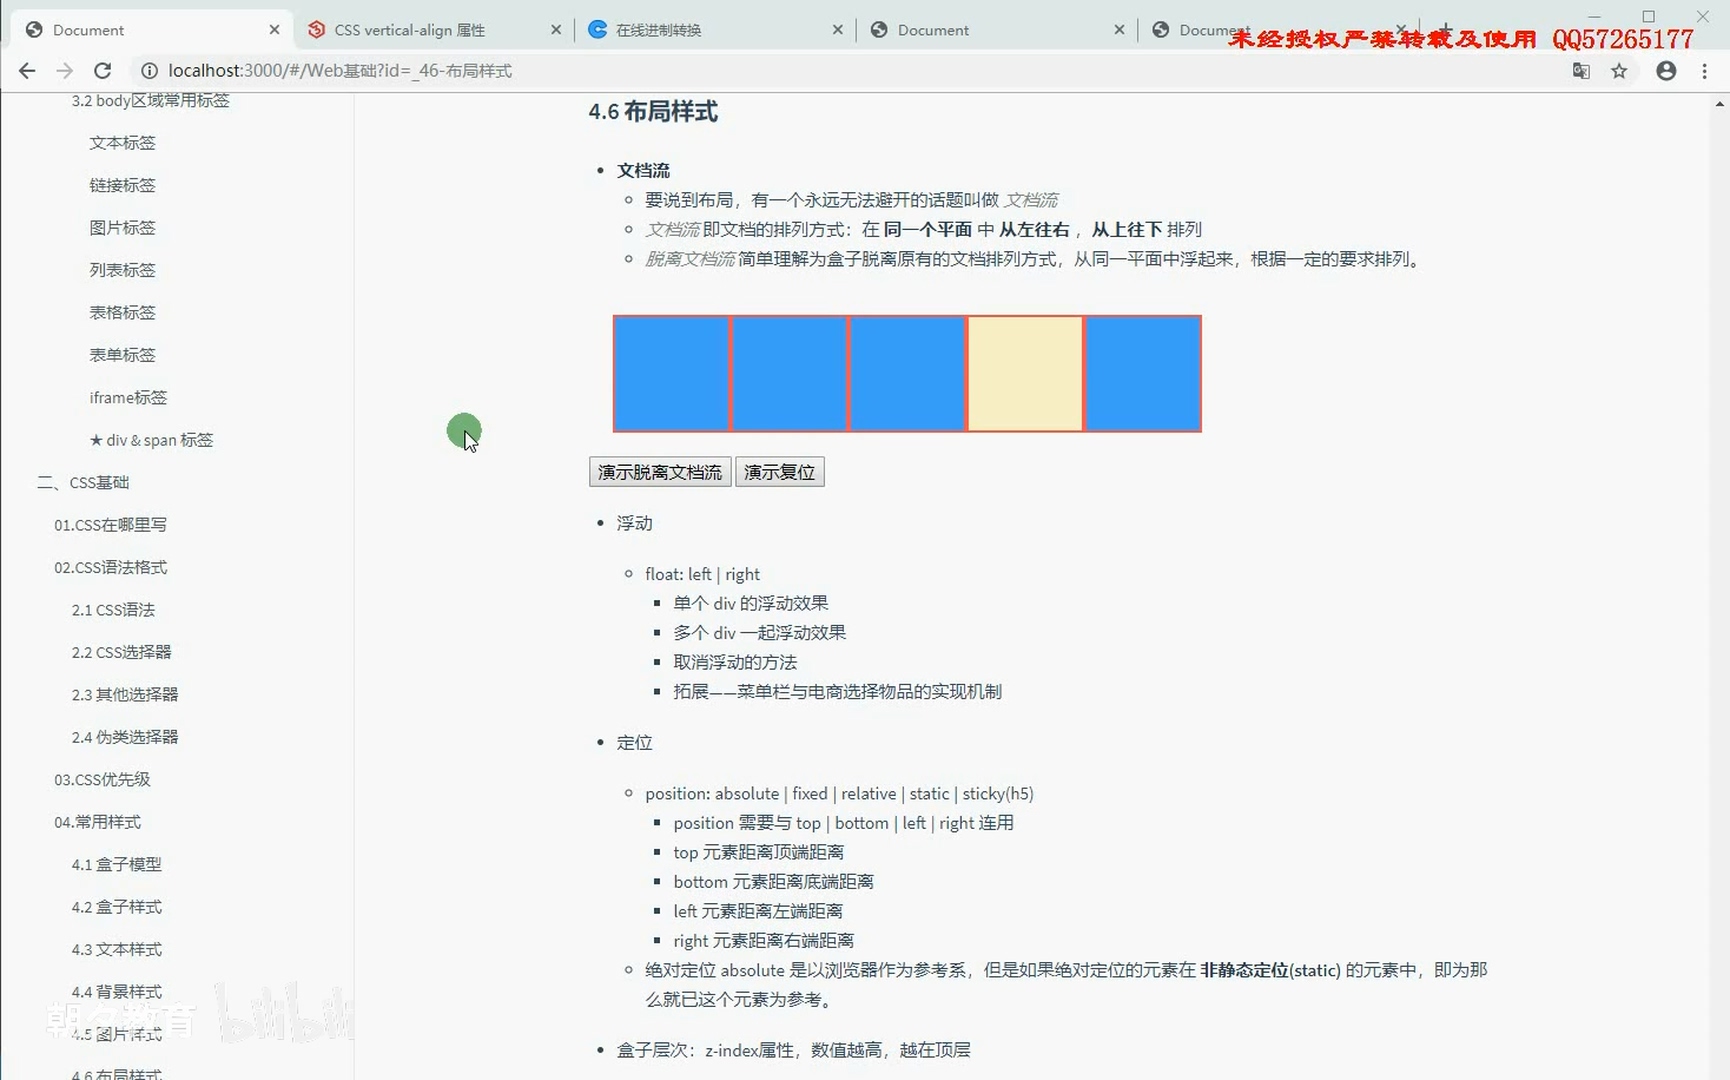 Document
CSS vertical-align 属性
在线进制转换
Document
Document
未经授权严禁转载及使用 QQ57265177
localhost:3000/#/Web基础?id=_46-布局样式
3.2 body区域常用标签
文本标签
链接标签
图片标签
列表标签
表格标签
表单标签
iframe标签
★ div & span 标签
二、CSS基础
01.CSS在哪里写
02.CSS语法格式
2.1 CSS语法
2.2 CSS选择器
2.3 其他选择器
2.4 伪类选择器
03.CSS优先级
04.常用样式
4.1 盒子模型
4.2 盒子样式
4.3 文本样式
4.4 背景样式
4.5 图片样式
4.6 布局样式
朝夕教育 bilibili
4.6 布局样式
文档流
要说到布局，有一个永远无法避开的话题叫做 文档流
文档流 即文档的排列方式：在 同一个平面 中 从左往右 ，从上往下 排列
脱离文档流 简单理解为盒子脱离原有的文档排列方式，从同一平面中浮起来，根据一定的要求排列。
演示脱离文档流 演示复位
浮动
float: left | right
单个 div 的浮动效果
多个 div 一起浮动效果
取消浮动的方法
拓展——菜单栏与电商选择物品的实现机制
定位
position: absolute | fixed | relative | static | sticky(h5)
position 需要与 top | bottom | left | right 连用
top 元素距离顶端距离
bottom 元素距离底端距离
left 元素距离左端距离
right 元素距离右端距离
绝对定位 absolute 是以浏览器作为参考系，但是如果绝对定位的元素在 非静态定位(static) 的元素中，即为那
么就已这个元素为参考。
盒子层次：z-index属性，数值越高，越在顶层